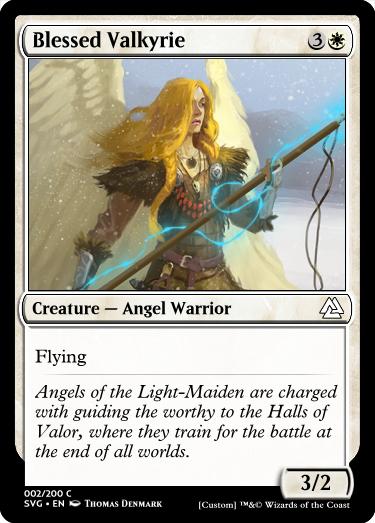 Blessed Valkyrie 3
Creature — Angel Warrior
Flying
Angels of the Light-Maiden are charged
with guiding the worthy to the Halls of
Valor, where they train for the battle at
the end of all worlds.
3/2
002/200 C
SVG • EN Thomas Denmark
[Custom] ™&© Wizards of the Coast